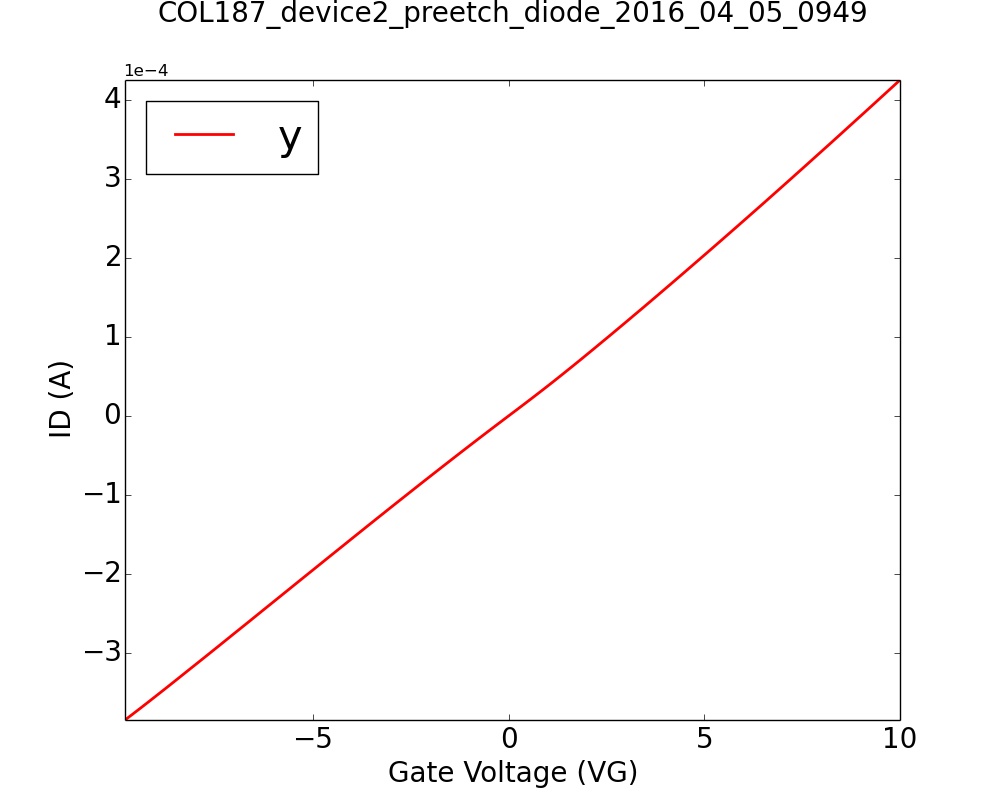 COL187_device2_preetch_diode_2016_04_05_0949
1e−4
y
4
3
2
1
0
−1
−2
−3
ID (A)
−5 0 5 10
Gate Voltage (VG)